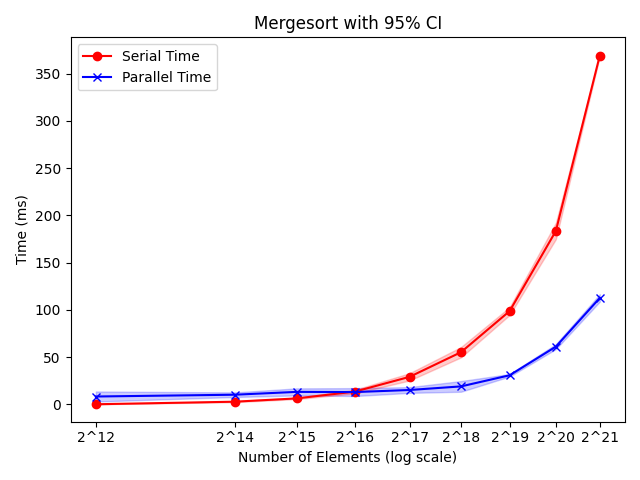 Mergesort with 95% CI
Serial Time
Parallel Time
350
300
250
200
150
100
50
0
Time (ms)
2^12 2^14 2^15 2^16 2^17 2^18 2^19 2^20 2^21
Number of Elements (log scale)